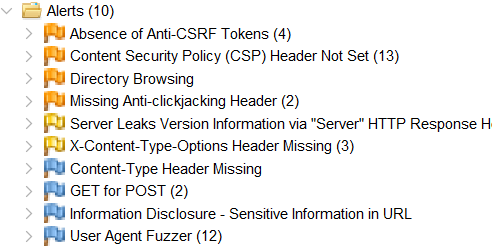 Alerts (10)
Absence of Anti-CSRF Tokens (4)
Content Security Policy (CSP) Header Not Set (13)
Directory Browsing
Missing Anti-clickjacking Header (2)
Server Leaks Version Information via "Server" HTTP Response
X-Content-Type-Options Header Missing (3)
Content-Type Header Missing
GET for POST (2)
Information Disclosure - Sensitive Information in URL
User Agent Fuzzer (12)